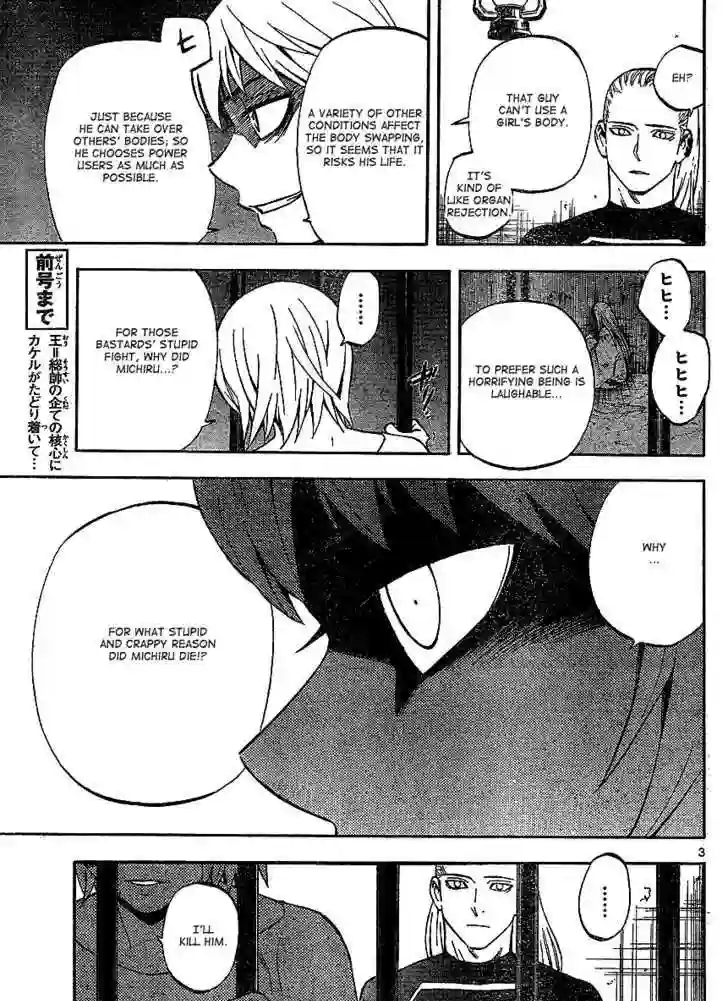 EH?
THAT GUY
CAN'T USE A
GIRL'S BODY.
IT'S
KIND OF
LIKE ORGAN
REJECTION.
A VARIETY OF OTHER
CONDITIONS AFFECT
THE BODY SWAPPING,
SO IT SEEMS THAT IT
RISKS HIS LIFE.
ヒッ
JUST BECAUSE
HE CAN TAKE OVER
OTHERS' BODIES; SO
HE CHOOSES POWER
USERS AS MUCH AS
POSSIBLE.
ヒヒ…
ヒヒヒ…
TO PREFER SUCH A
HORRIFYING BEING IS
LAUGHABLE...
……
FOR THOSE
BASTARDS' STUPID
FIGHT, WHY DID
MICHIRU...?
前号まで
王=総帥の企ての核心に
カケルがたどり着いて…
WHY
...
FOR WHAT STUPID
AND CRAPPY REASON
DID MICHIRU DIE!?
3
……
I'LL
KILL HIM.